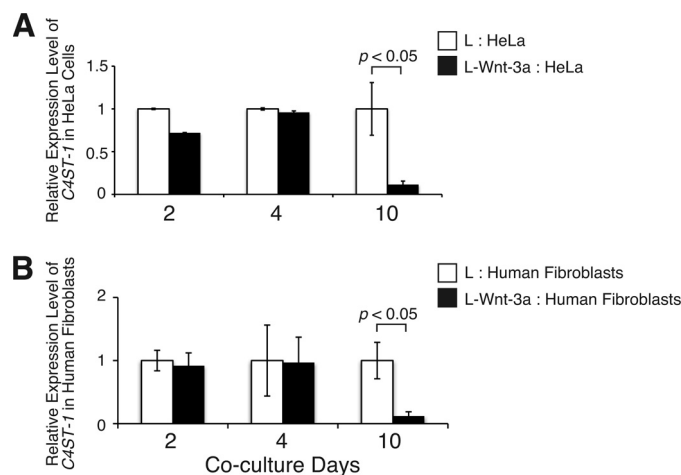 A
Relative Expression Level of
C4ST-1 in HeLa Cells
1.5
1
0.5
0
2
4
10
p < 0.05
L : HeLa
L-Wnt-3a : HeLa
B
Relative Expression Level of
C4ST-1 in Human Fibroblasts
2
1
0
2
4
10
p < 0.05
L : Human Fibroblasts
L-Wnt-3a : Human Fibroblasts
Co-culture Days